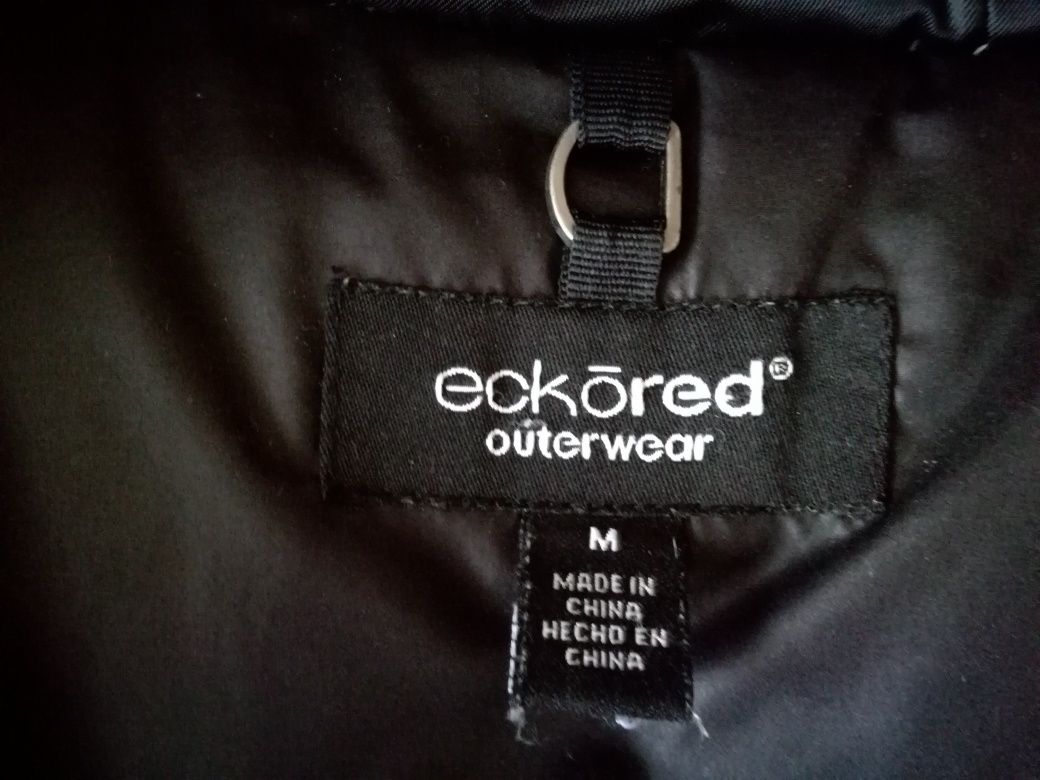 eckōred®
outerwear
M
MADE IN
CHINA
HECHO EN
CHINA